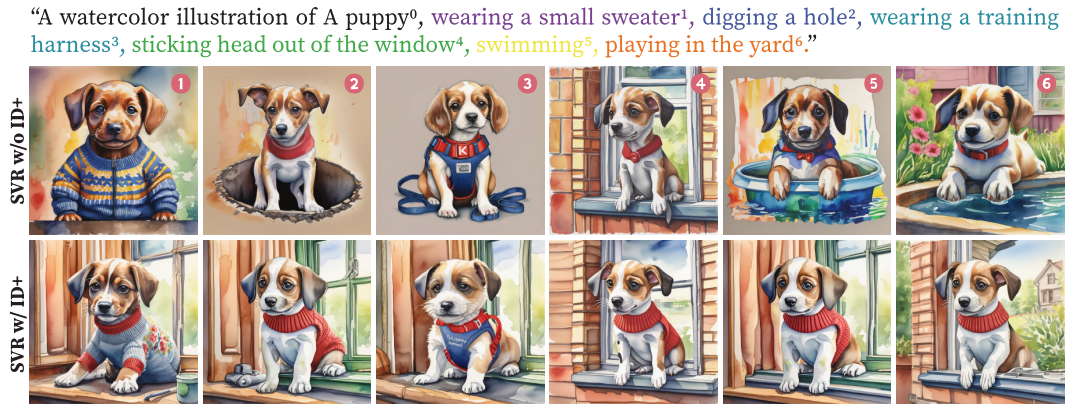 “A watercolor illustration of A puppy⁰, wearing a small sweater¹, digging a hole², wearing a training
harness³, sticking head out of the window⁴, swimming⁵, playing in the yard⁶.”
SVR w/o ID+
1
2
3
K
4
5
6
SVR w/ ID+